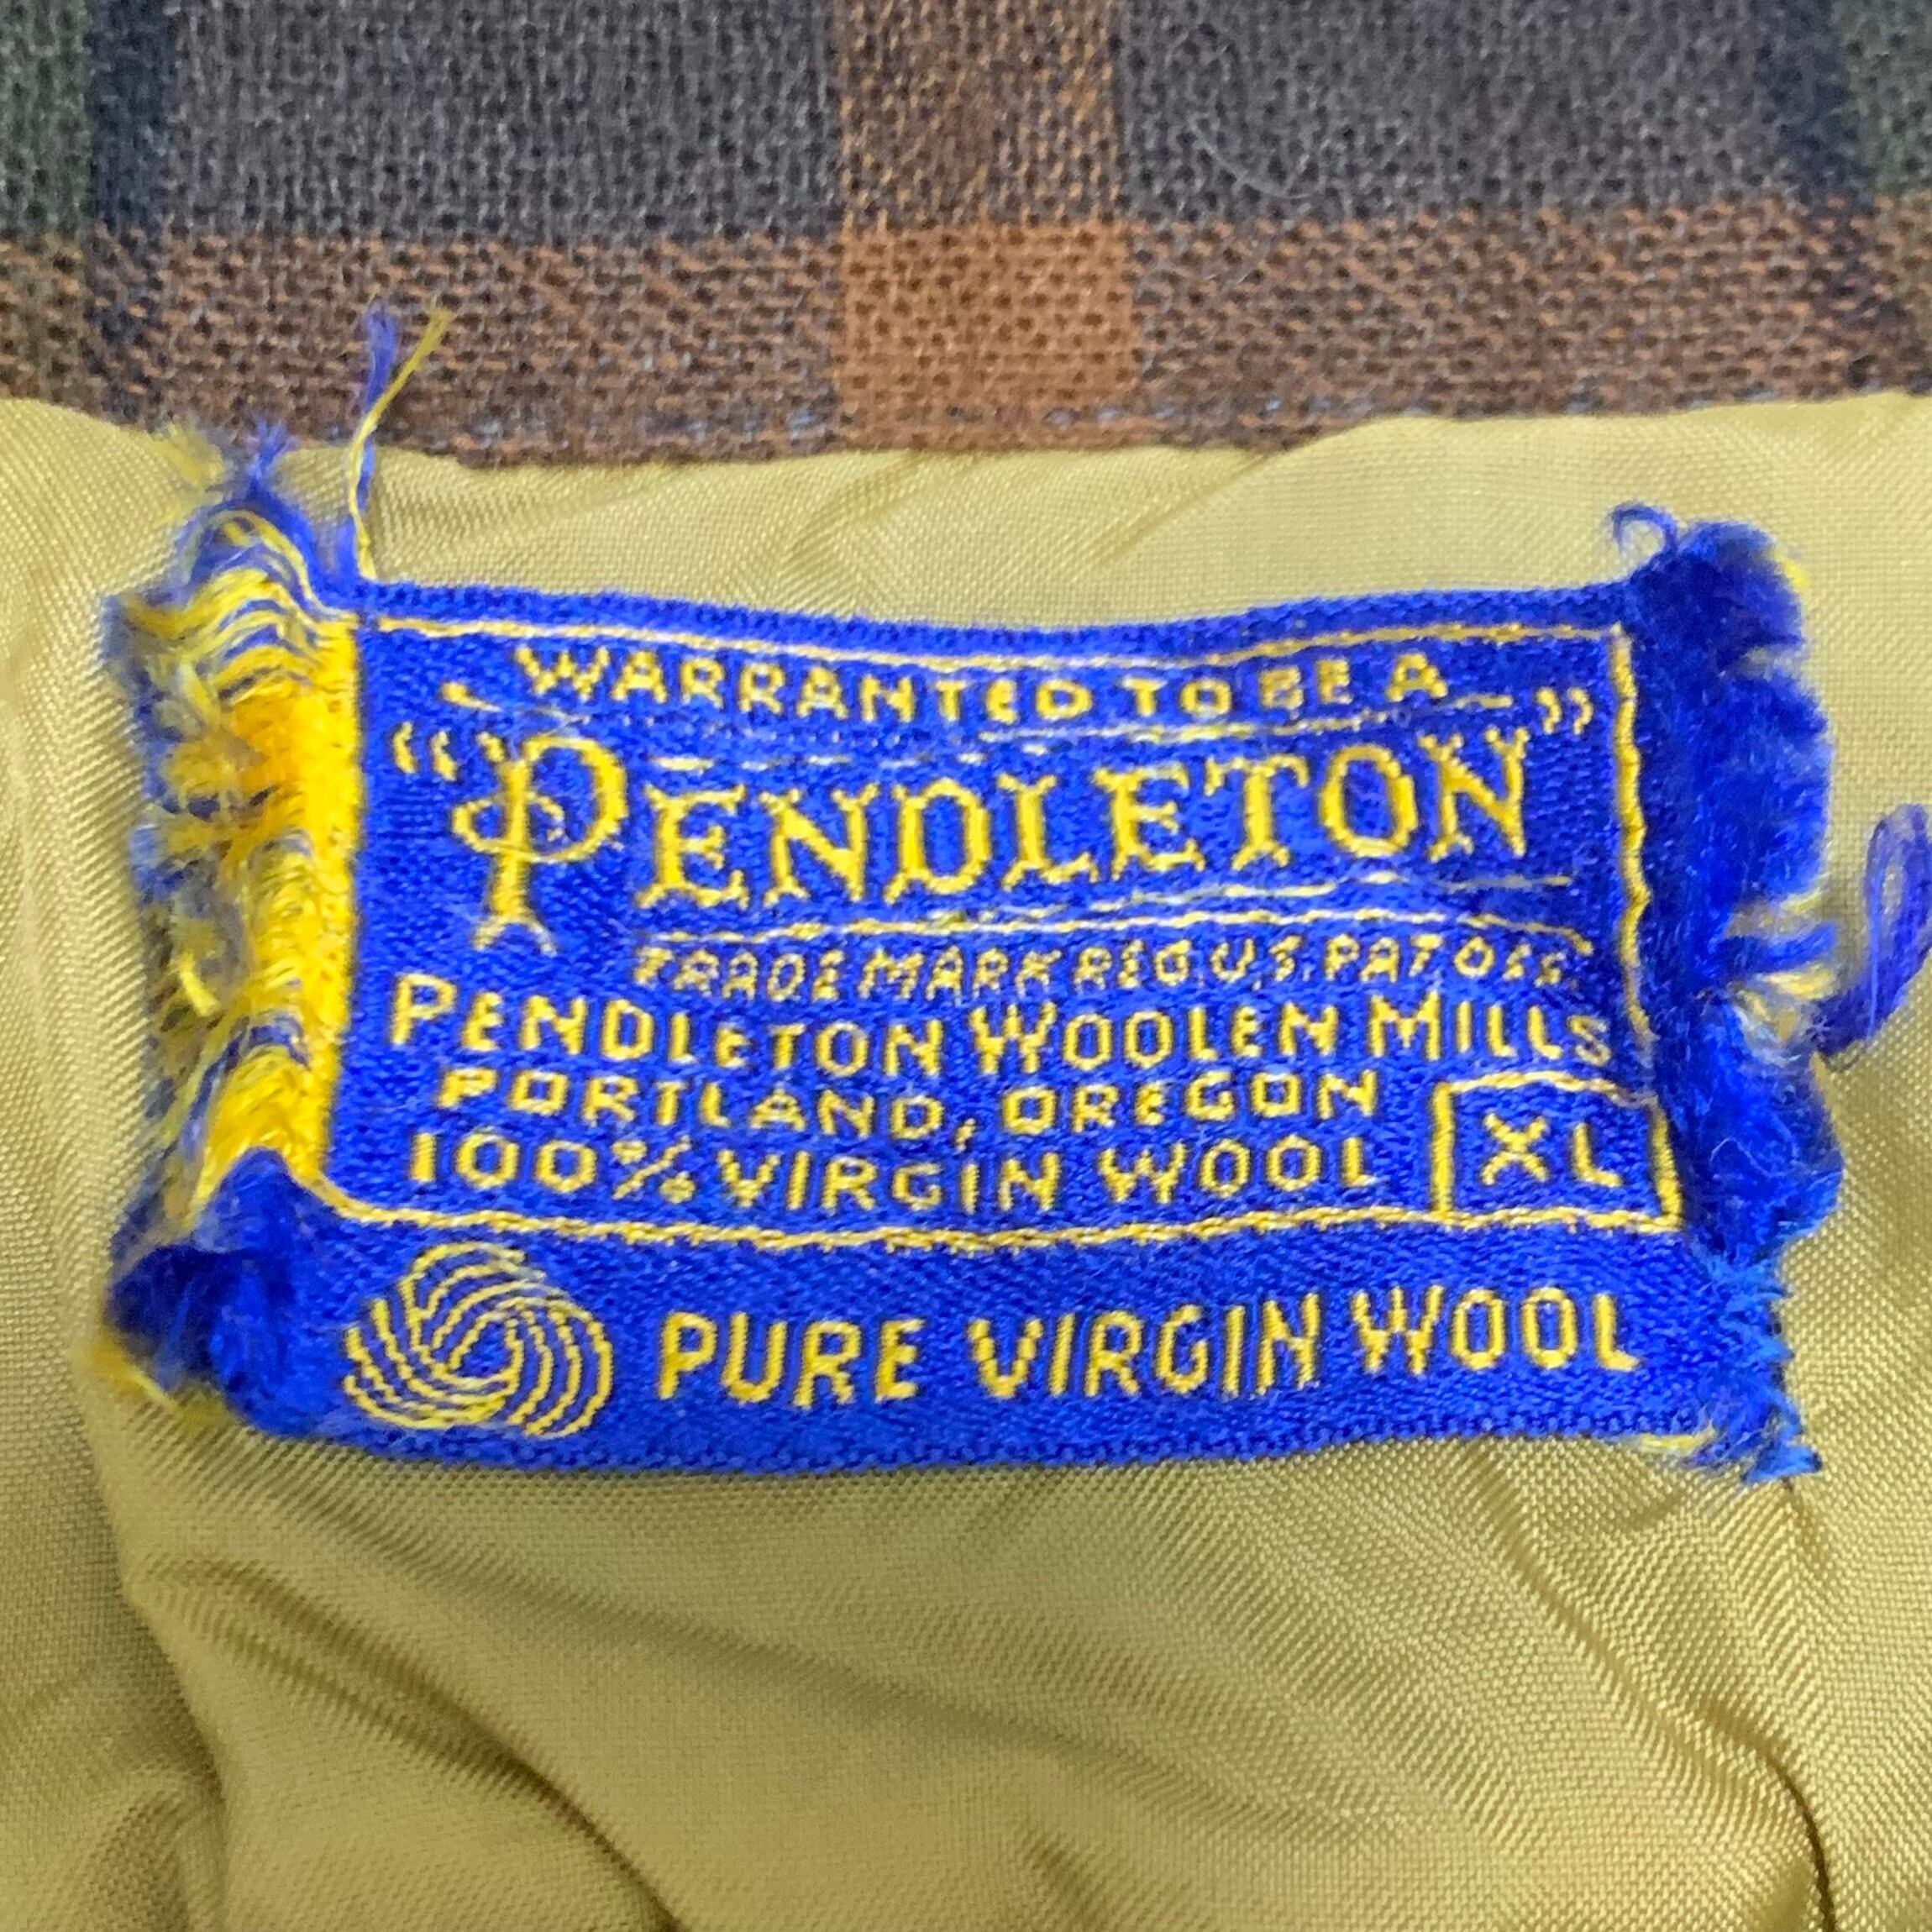 WARRANTED TO BE A
“PENDLETON”
TRADE MARK REG U.S. PAT OFF.
PENDLETON WOOLEN MILLS
PORTLAND, OREGON
100% VIRGIN WOOL XL
PURE VIRGIN WOOL